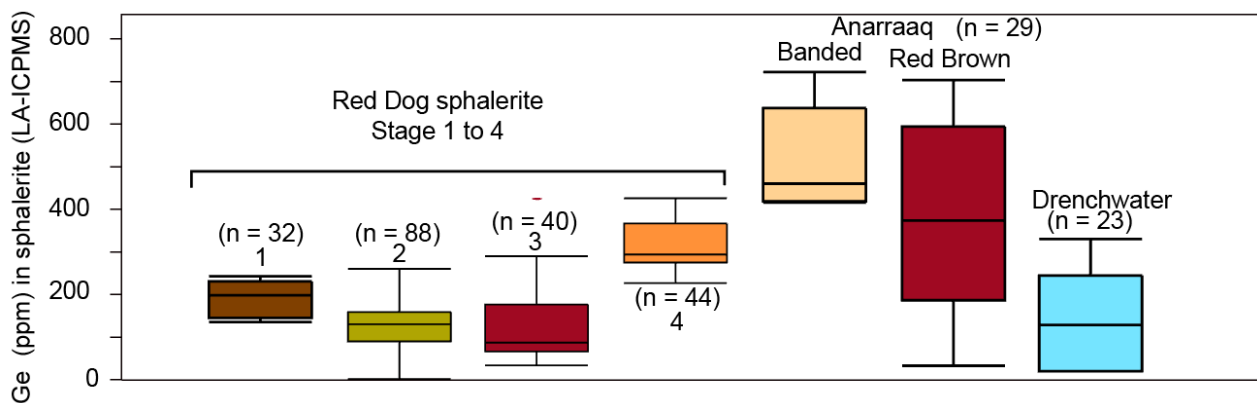 Ge (ppm) in sphalerite (LA-ICPMS)
800
600
400
200
0
Red Dog sphalerite
Stage 1 to 4
(n = 32)
1
(n = 88)
2
(n = 40)
3
(n = 44)
4
Anarraaq (n = 29)
Banded
Red Brown
Drenchwater
(n = 23)